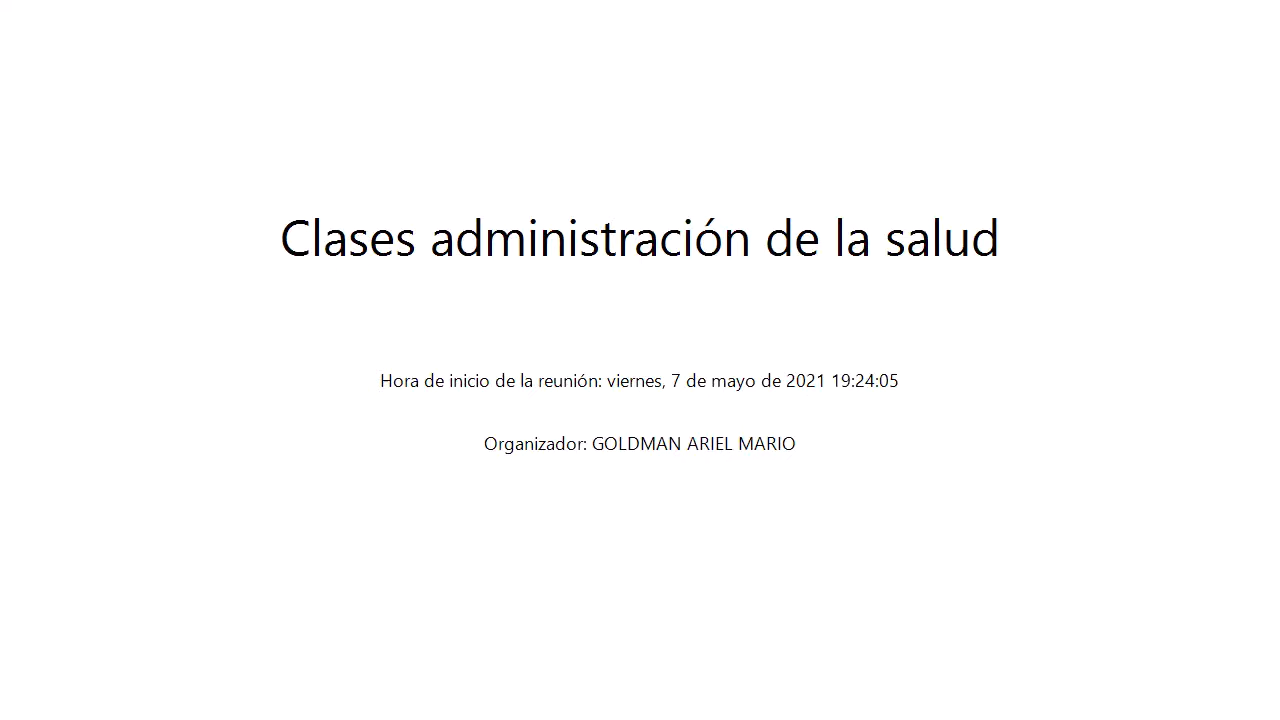 Clases administración de la salud
Hora de inicio de la reunión: viernes, 7 de mayo de 2021 19:24:05
Organizador: GOLDMAN ARIEL MARIO